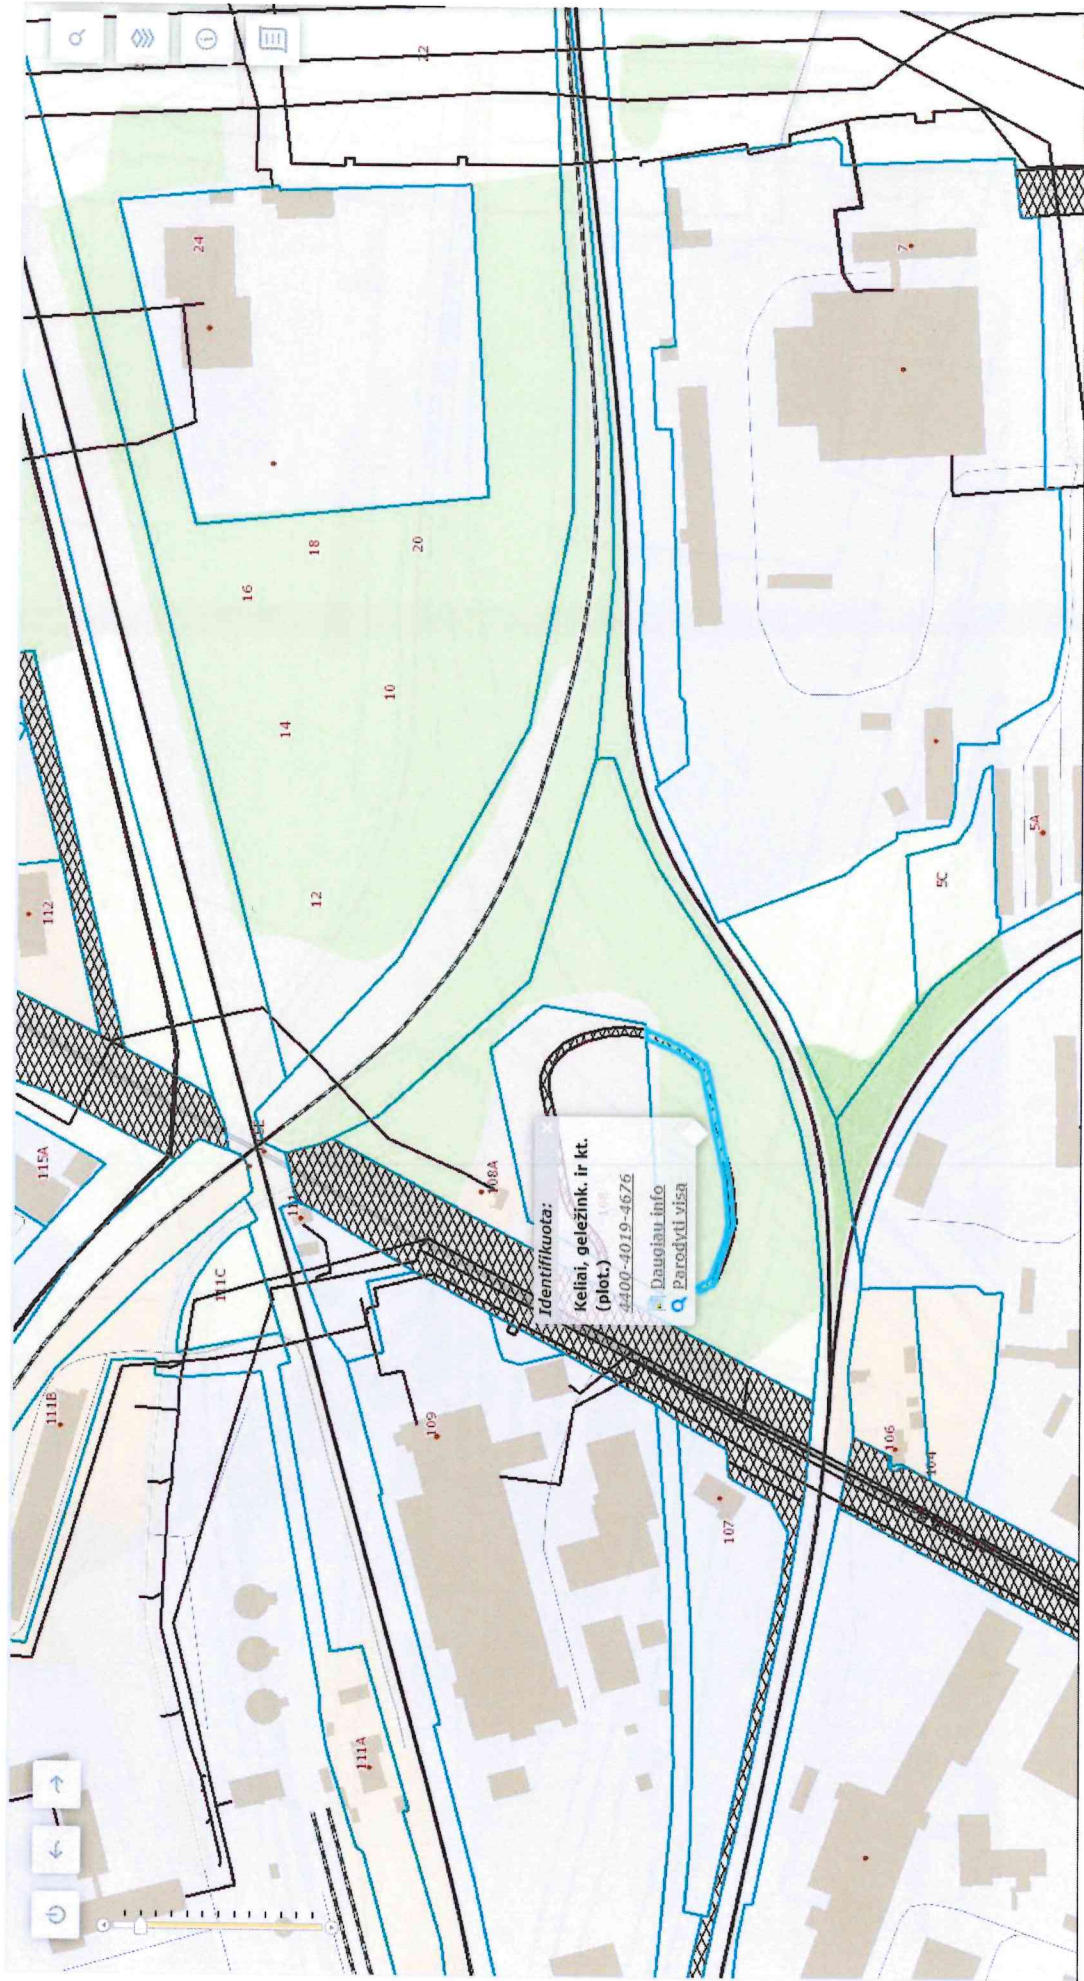 Identifikuota:
Keliai, geležink. ir kt.
(plot.)
4400-4019-4676
Daugiau info
Parodyti visą
22
24
18
20
16
14
10
12
112
115A
111C
111B
111A
109
108A
107
106
104
7
5A
5C